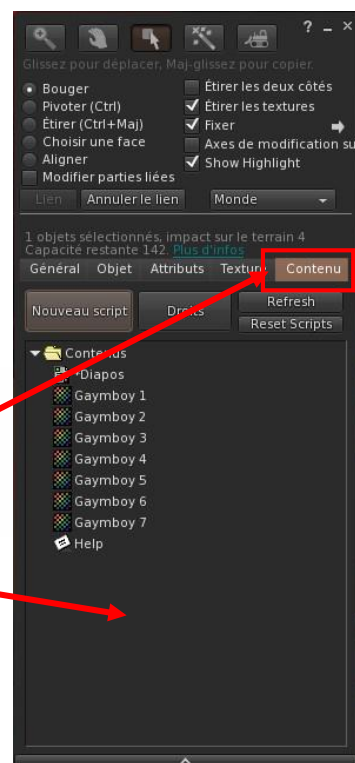 ? _ ×
Glissez pour déplacer, Maj-glissez pour copier.
Bouger
Pivoter (Ctrl)
Étirer (Ctrl+Maj)
Choisir une face
Aligner
Modifier parties liées
Étirer les deux côtés
Étirer les textures
Fixer
Axes de modification su
Show Highlight
Lien Annuler le lien Monde
1 objets sélectionnés, impact sur le terrain 4
Capacité restante 142. Plus d'infos
Général Objet Attributs Texture Contenu
Nouveau script Droits Refresh
Reset Scripts
Contenus
Diapos
Gaymboy 1
Gaymboy 2
Gaymboy 3
Gaymboy 4
Gaymboy 5
Gaymboy 6
Gaymboy 7
Help